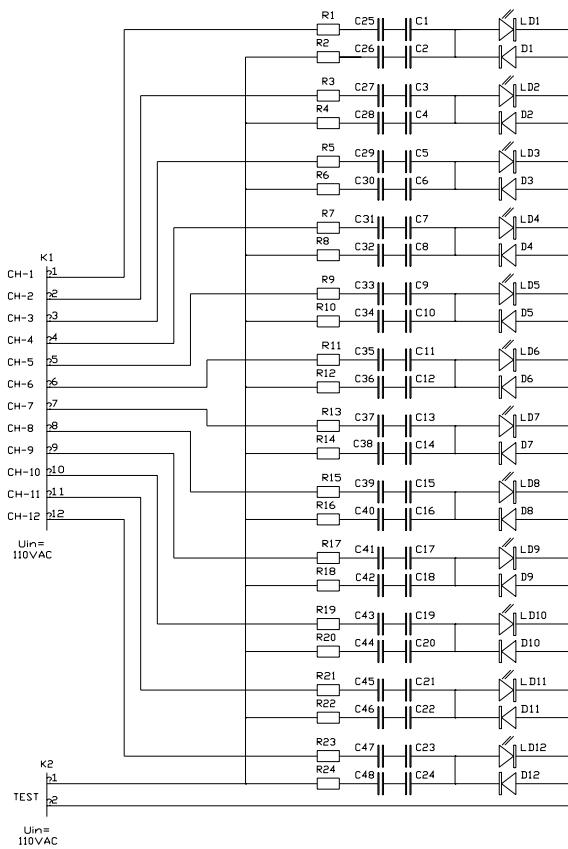 R1 C25 C1 LD1
R2 C26 C2 D1
R3 C27 C3 LD2
R4 C28 C4 D2
R5 C29 C5 LD3
R6 C30 C6 D3
R7 C31 C7 LD4
R8 C32 C8 D4
K1
CH-1 1
CH-2 2
CH-3 3
CH-4 4
CH-5 5
CH-6 6
CH-7 7
CH-8 8
CH-9 9
CH-10 10
CH-11 11
CH-12 12
Uin=
110VAC
R9 C33 C9 LD5
R10 C34 C10 D5
R11 C35 C11 LD6
R12 C36 C12 D6
R13 C37 C13 LD7
R14 C38 C14 D7
R15 C39 C15 LD8
R16 C40 C16 D8
R17 C41 C17 LD9
R18 C42 C18 D9
R19 C43 C19 LD10
R20 C44 C20 D10
R21 C45 C21 LD11
R22 C46 C22 D11
R23 C47 C23 LD12
R24 C48 C24 D12
K2
1
TEST 2
Uin=
110VAC